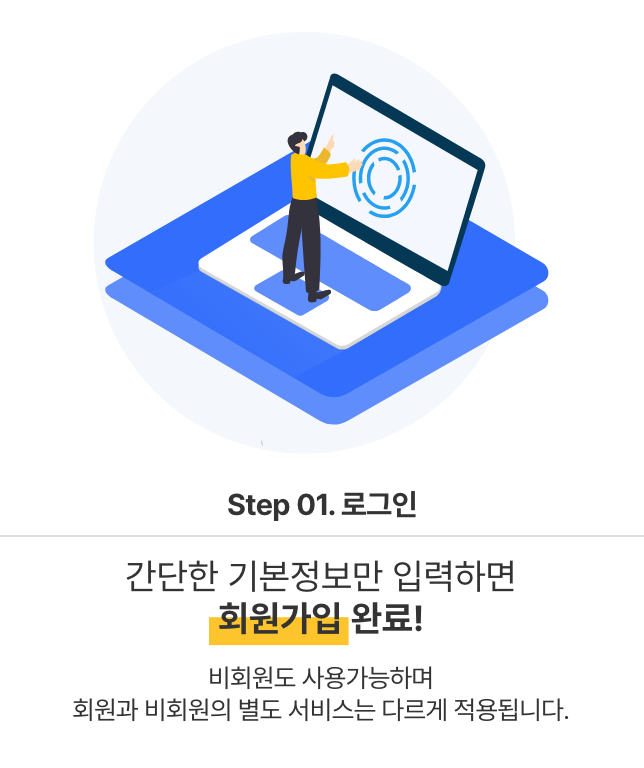 Step 01. 로그인
간단한 기본정보만 입력하면
회원가입 완료!
비회원도 사용가능하며
회원과 비회원의 별도 서비스는 다르게 적용됩니다.